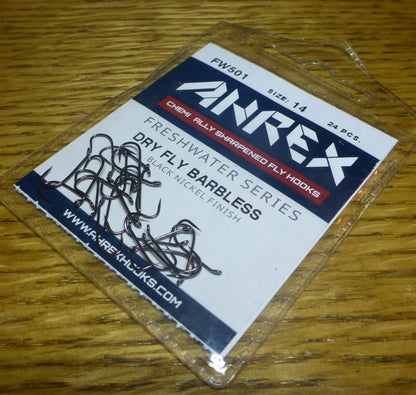 FW501 SIZE: 14 24 PCS.
AHREX
CHEMI ALLY SHARPENED FLY HOOKS
FRESHWATER SERIES
DRY FLY BARBLESS
BLACK NICKEL FINISH
WWW.AHREXHOOKS.COM